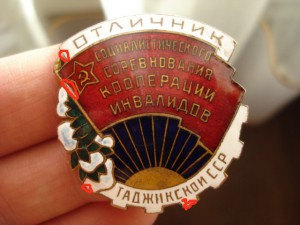 ОТЛИЧНИК
СОЦИАЛИСТИЧЕСКОГО
СОРЕВНОВАНИЯ
КООПЕРАЦИИ
ИНВАЛИДОВ
ТАДЖИКСКОЙ ССР